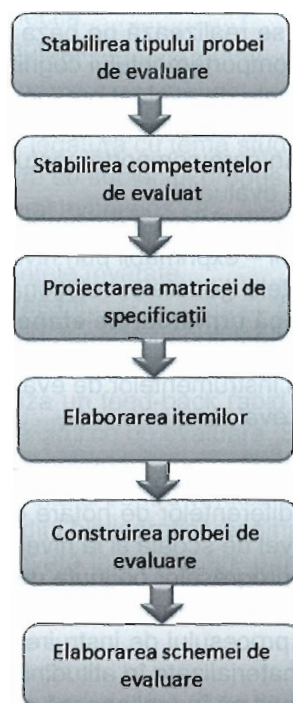 Stabilirea tipului probei
de evaluare
Stabilirea competențelor
de evaluat
Proiectarea matricei de
specificații
Elaborarea itemilor
Construirea probei de
evaluare
Elaborarea schemei de
evaluare